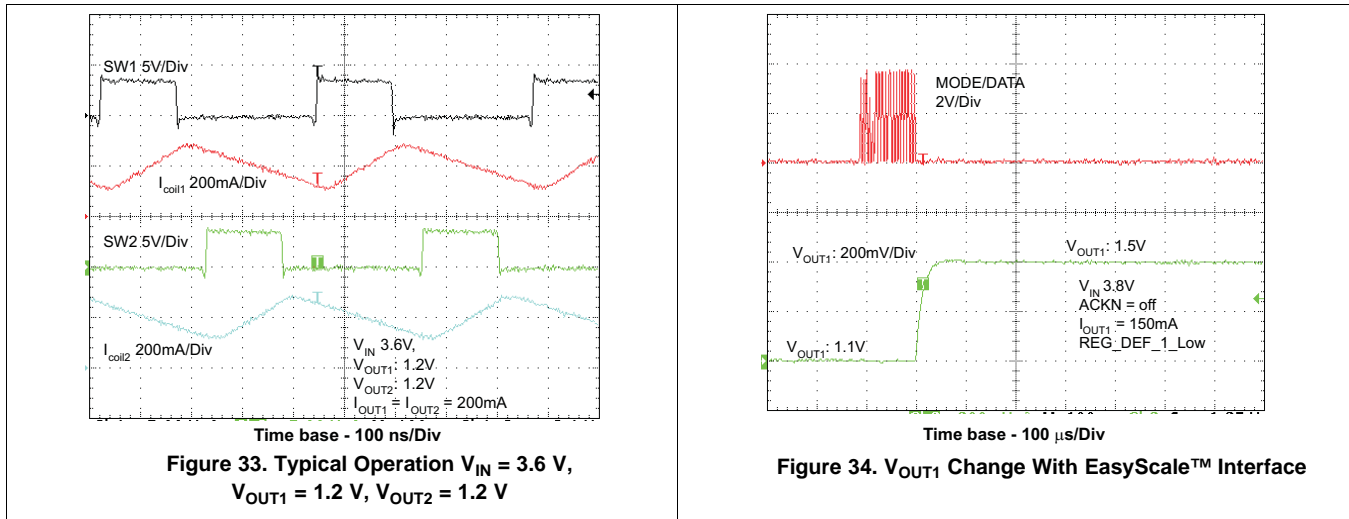 SW1 5V/Div
Icoil1 200mA/Div
SW2 5V/Div
Icoil2 200mA/Div
VIN 3.6V,
VOUT1: 1.2V
VOUT2: 1.2V
IOUT1 = IOUT2 = 200mA
Time base - 100 ns/Div
Figure 33. Typical Operation VIN = 3.6 V,
VOUT1 = 1.2 V, VOUT2 = 1.2 V
MODE/DATA
2V/Div
VOUT1: 200mV/Div
VOUT1: 1.5V
VIN 3.8V
ACKN = off
IOUT1 = 150mA
REG_DEF_1_Low
VOUT1: 1.1V
Time base - 100 μs/Div
Figure 34. VOUT1 Change With EasyScale™ Interface